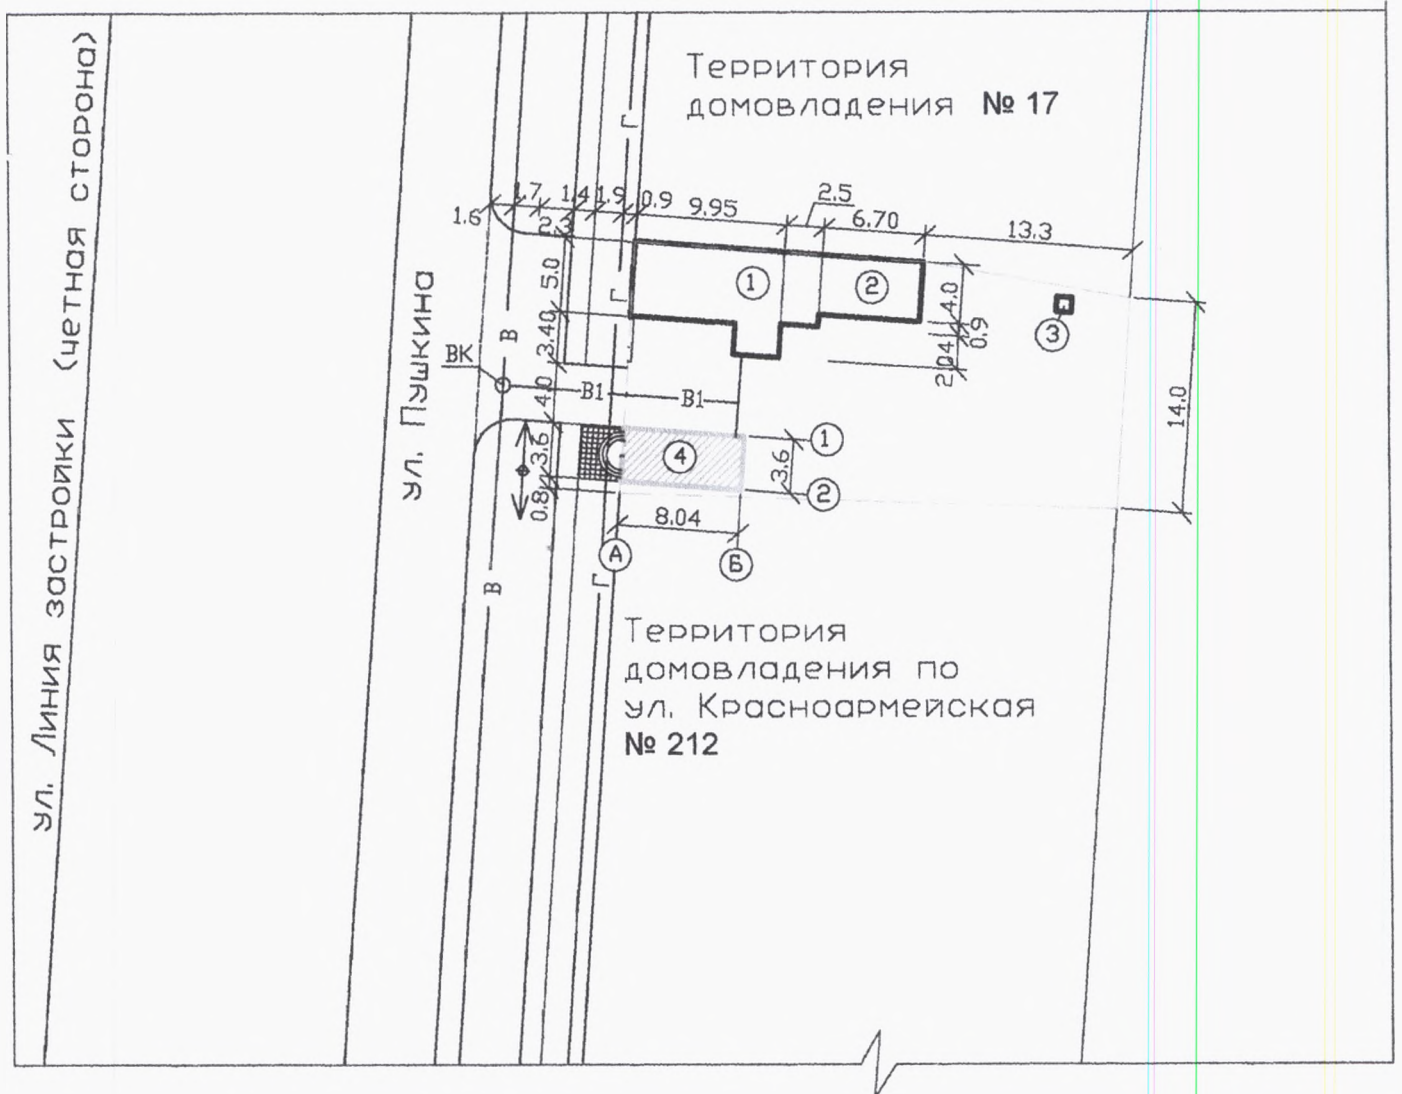 ул. Линия застройки (четная сторона)
ул. Пушкина
Территория
домовладения № 17
1.6
1.7
1.4
1.9
0.9
9.95
2.5
6.70
13.3
2.3
5.0
3.40
4.0
3.6
0.8
1
2
3
4.0
0.9
2.04
14.0
Г
Г
В
ВК
В1
В1
4
3.6
1
2
8.04
А
Б
В
Г
Территория
домовладения по
ул. Красноармейская
№ 212